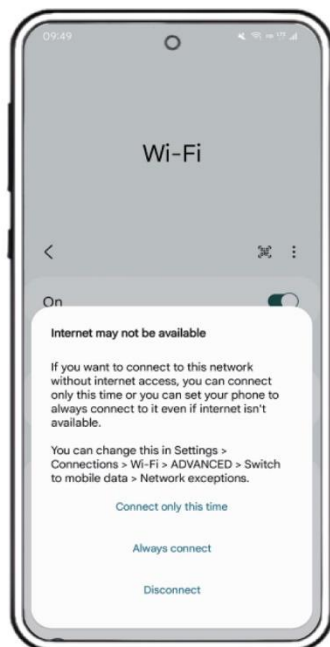 09:49
Wi-Fi
On
Internet may not be available
If you want to connect to this network
without internet access, you can connect
only this time or you can set your phone to
always connect to it even if internet isn't
available.
You can change this in Settings >
Connections > Wi-Fi > ADVANCED > Switch
to mobile data > Network exceptions.
Connect only this time
Always connect
Disconnect